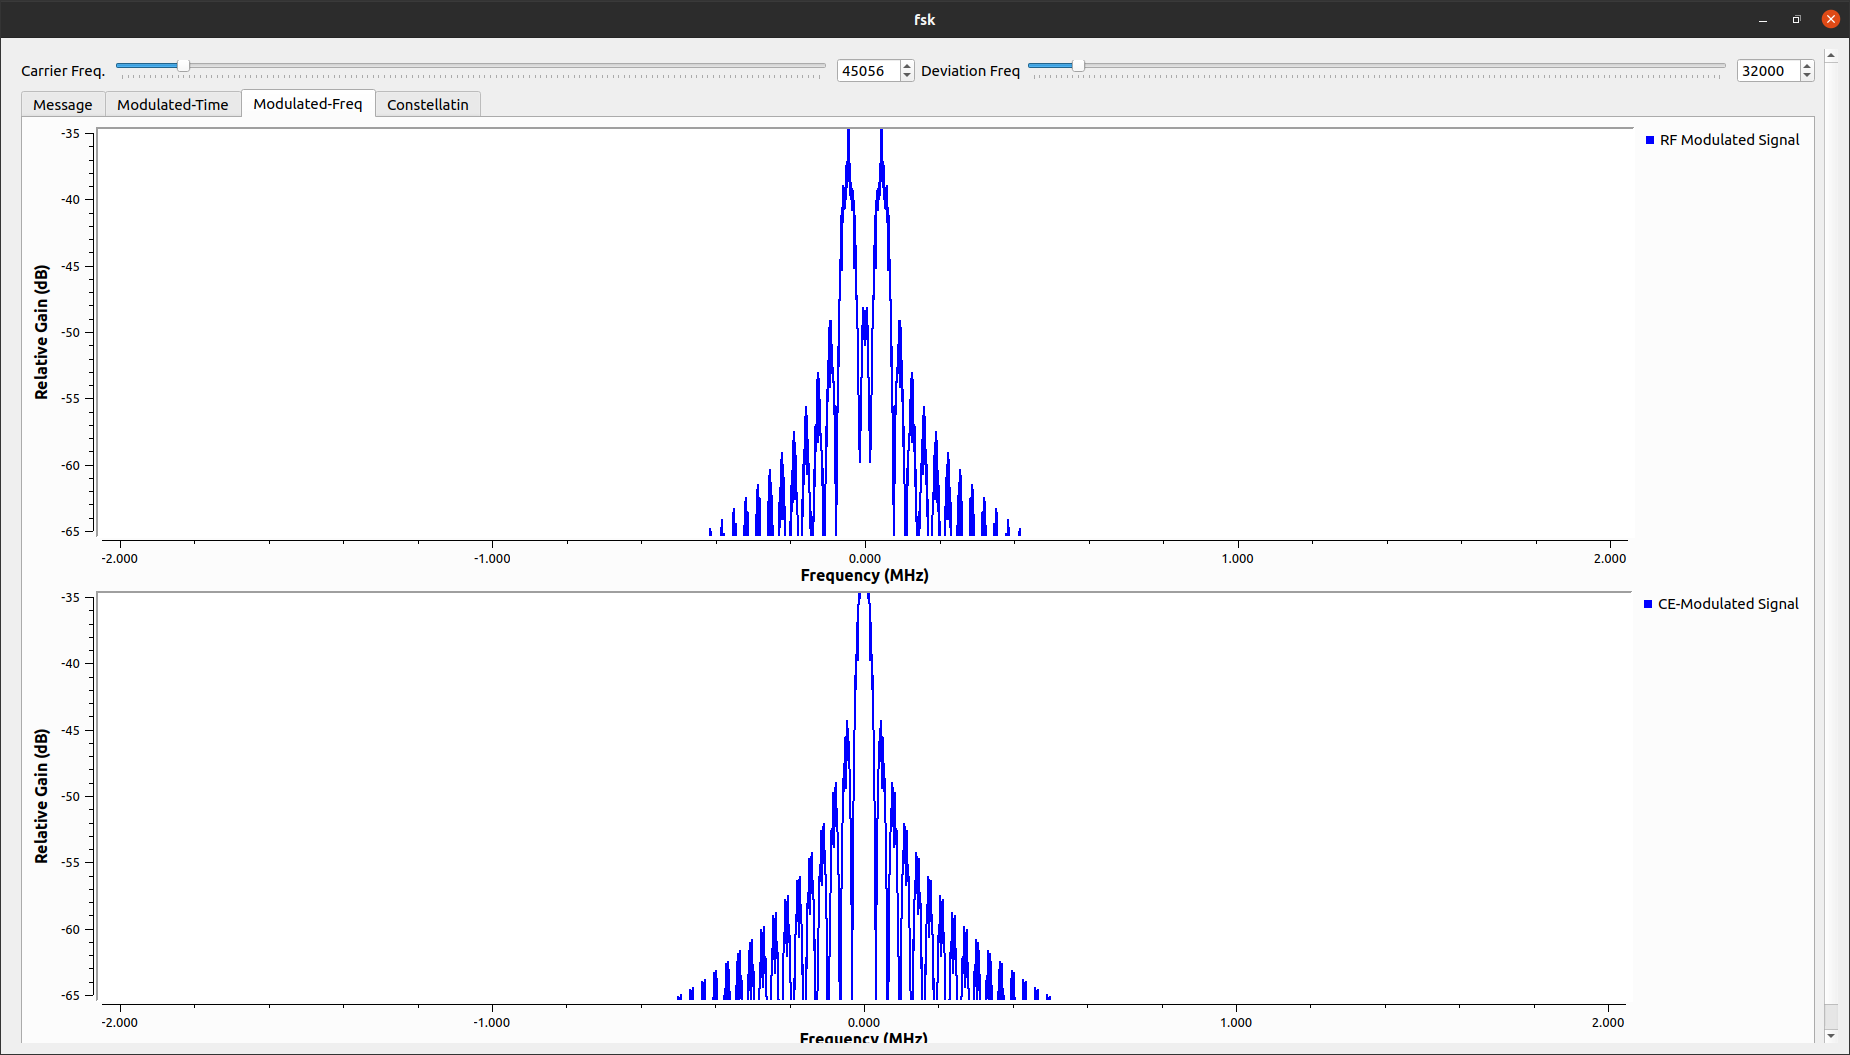 fsk
Carrier Freq. 45056 Deviation Freq 32000
Message Modulated-Time Modulated-Freq Constellatin
RF Modulated Signal
Relative Gain (dB)
-35
-40
-45
-50
-55
-60
-65
-2.000 -1.000 0.000 1.000 2.000
Frequency (MHz)
CE-Modulated Signal
Relative Gain (dB)
-35
-40
-45
-50
-55
-60
-65
-2.000 -1.000 0.000 1.000 2.000
Frequency (MHz)